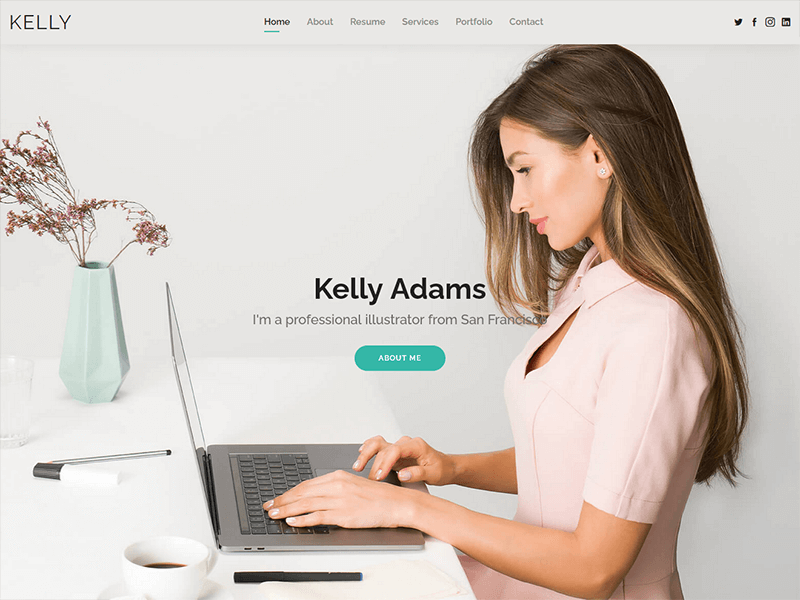 KELLY
Home About Resume Services Portfolio Contact
Kelly Adams
I'm a professional illustrator from San Francisco
ABOUT ME